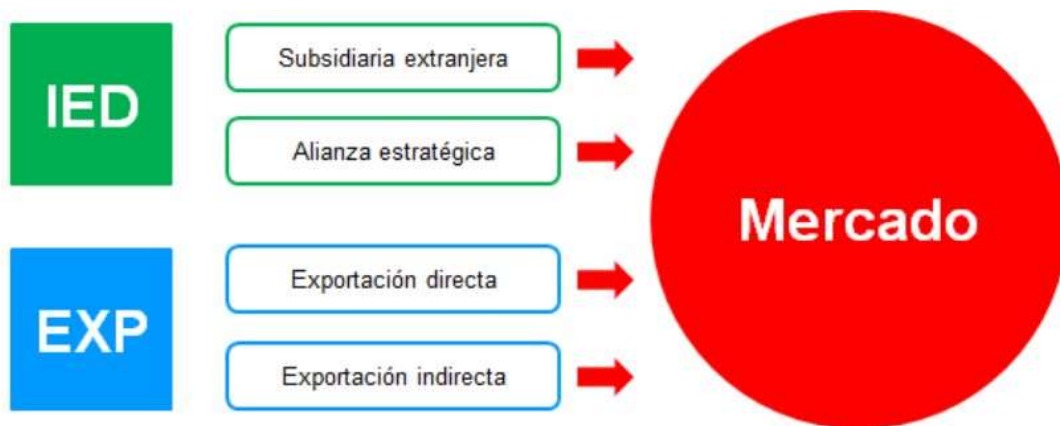 IED
Subsidiaria extranjera
Alianza estratégica
Mercado
EXP
Exportación directa
Exportación indirecta